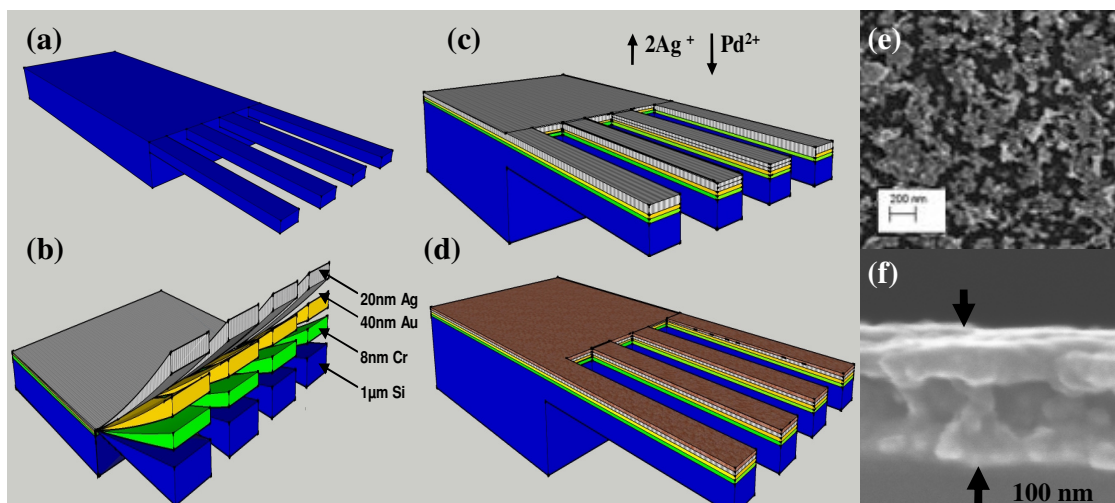 (a)
(c)
2Ag⁺
Pd²⁺
(e)
200 nm
(b)
20nm Ag
40nm Au
8nm Cr
1µm Si
(d)
(f)
100 nm